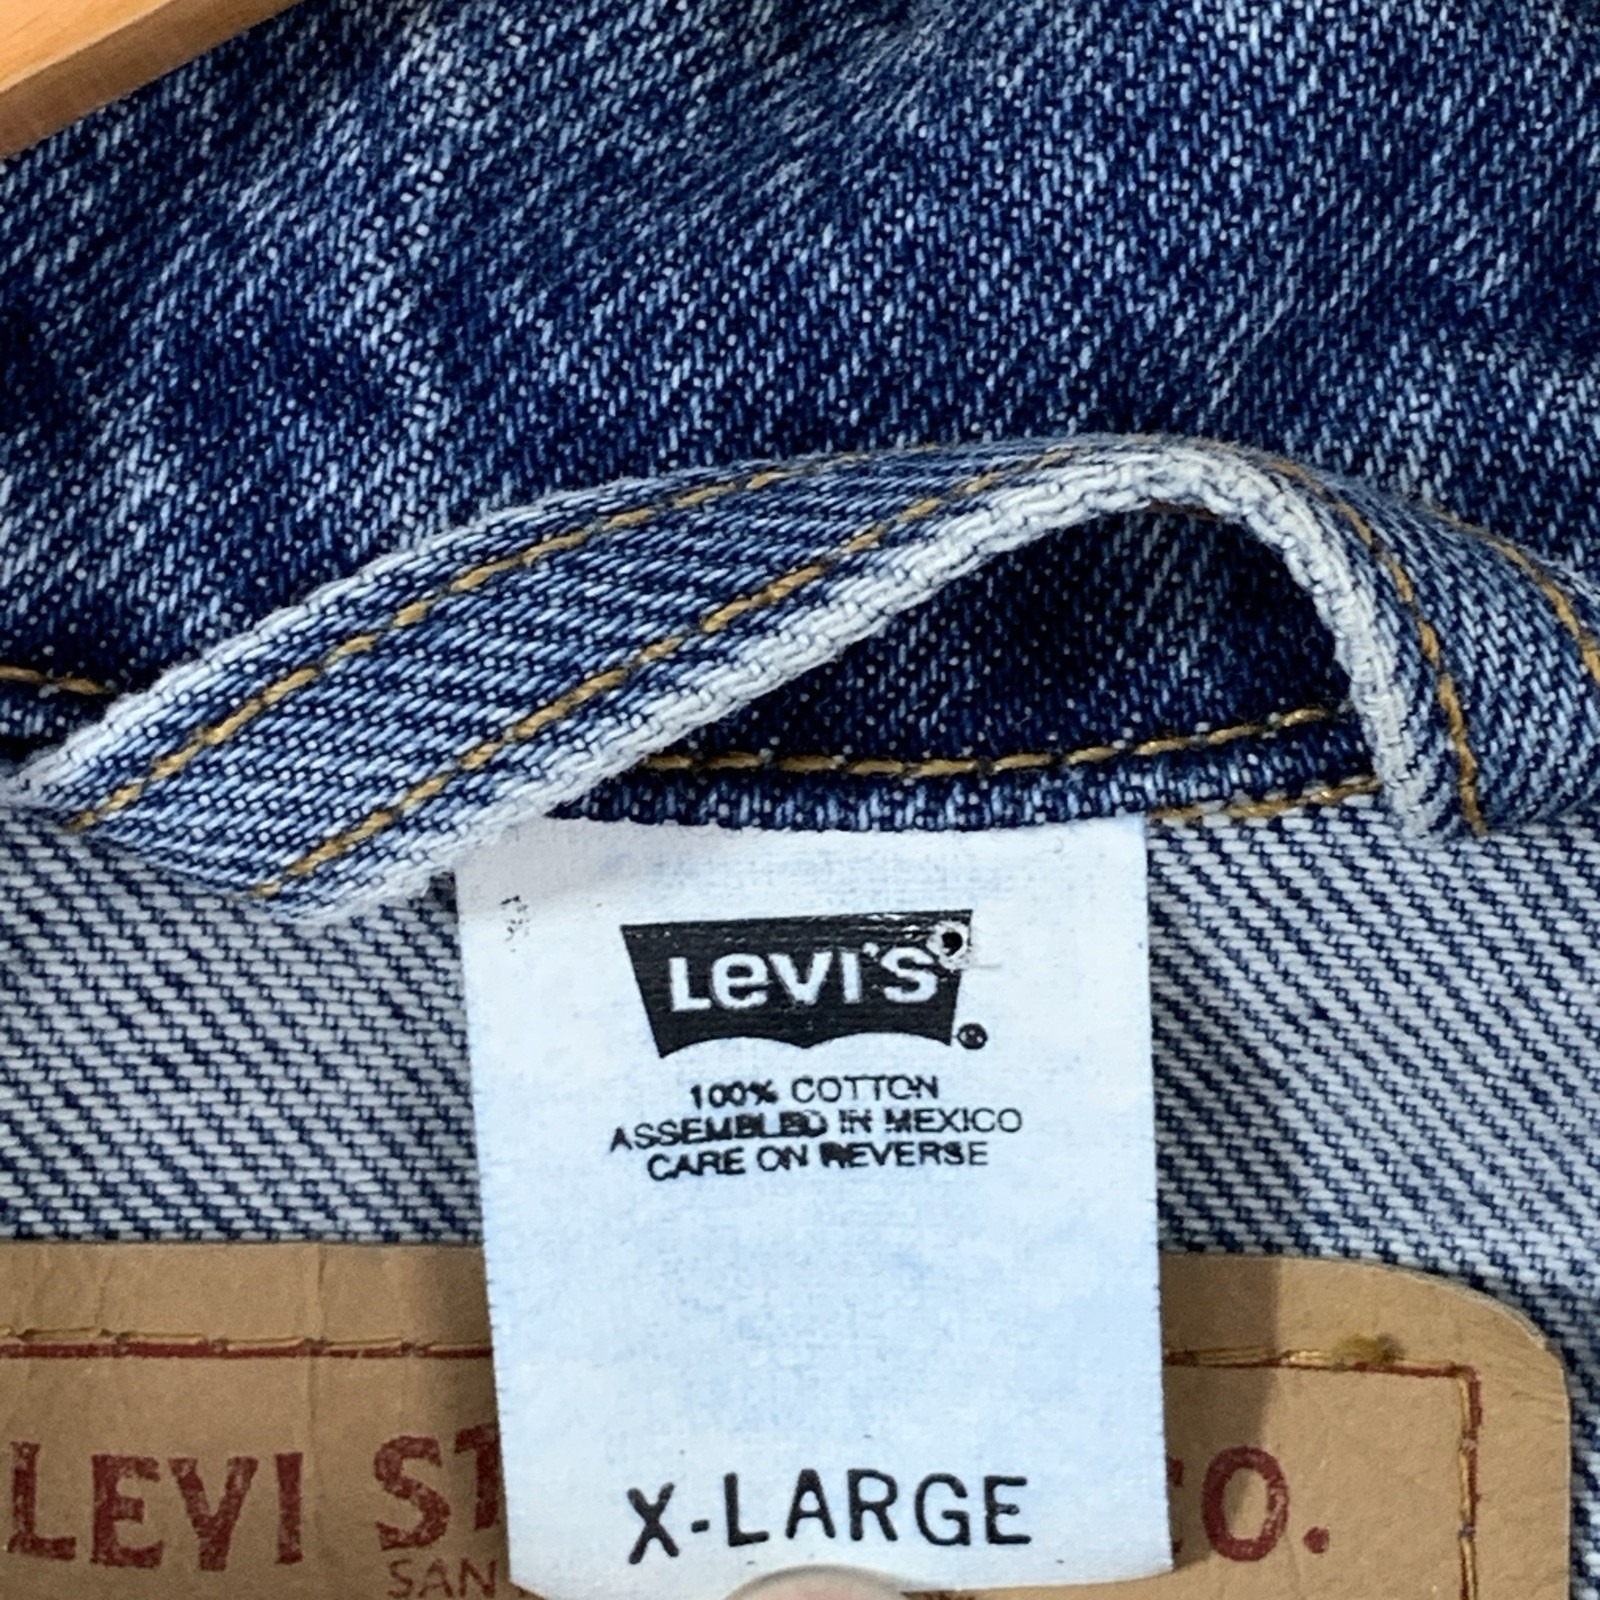 LEVI'S
®
100% COTTON
ASSEMBLED IN MEXICO
CARE ON REVERSE
X-LARGE
LEVI ST CO.
SAN